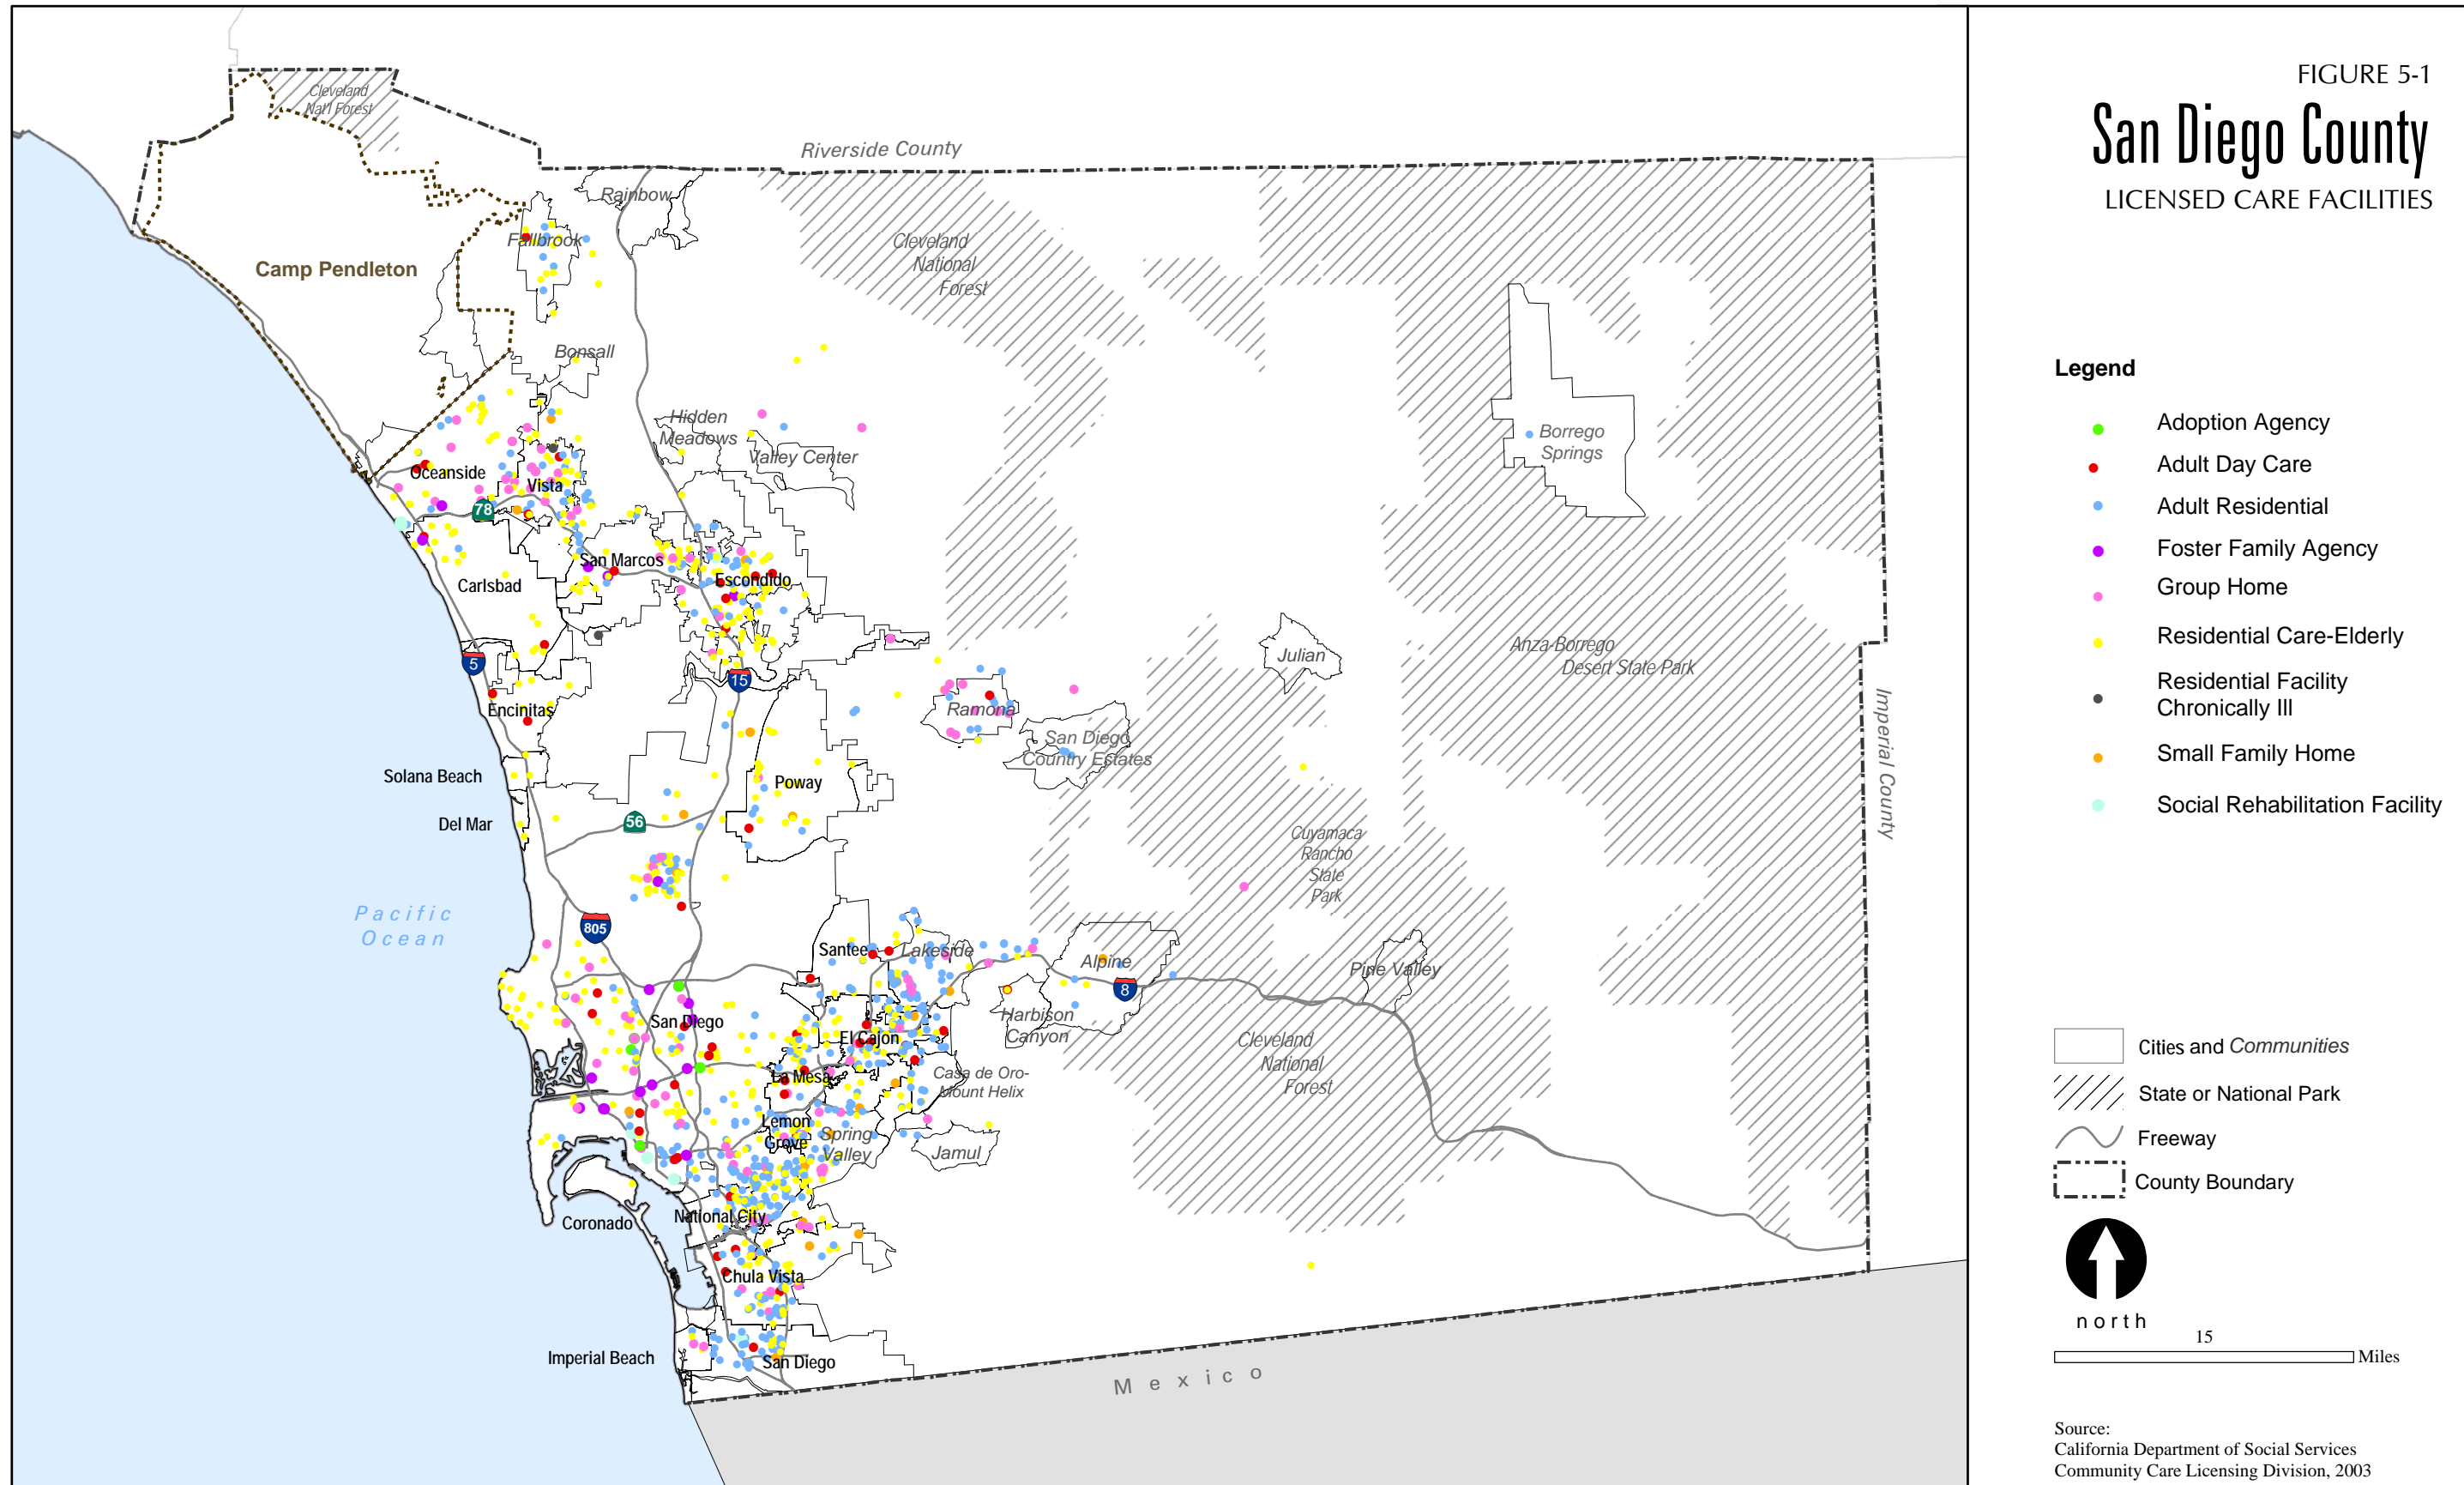 FIGURE 5-1
San Diego County
LICENSED CARE FACILITIES
Legend
Adoption Agency
Adult Day Care
Adult Residential
Foster Family Agency
Group Home
Residential Care-Elderly
Residential Facility
Chronically Ill
Small Family Home
Social Rehabilitation Facility
Cities and Communities
State or National Park
Freeway
County Boundary
north
15
Miles
Source:
California Department of Social Services
Community Care Licensing Division, 2003
Cleveland
Nat'l Forest
Riverside County
Rainbow
Fallbrook
Camp Pendleton
Cleveland
National
Forest
Bonsall
Hidden
Meadows
Valley Center
Borrego
Springs
Oceanside
Vista
78
San Marcos
Escondido
Carlsbad
5
15
Julian
Anza-Borrego
Desert State Park
Imperial County
Encinitas
Ramona
San Diego
Country Estates
Solana Beach
Poway
Del Mar
56
Cuyamaca
Rancho
State
Park
Pacific
Ocean
805
Santee
Lakeside
Alpine
Pine Valley
8
San Diego
Harbison
Canyon
El Cajon
Cleveland
National
Forest
La Mesa
Casa de Oro-
Mount Helix
Lemon
Grove
Spring
Valley
Jamul
Coronado
National City
Chula Vista
Imperial Beach
San Diego
Mexico